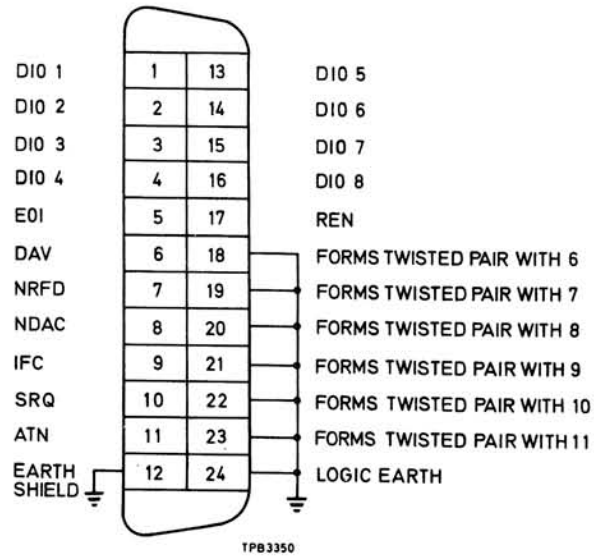 DIO 1 1 13 DIO 5
DIO 2 2 14 DIO 6
DIO 3 3 15 DIO 7
DIO 4 4 16 DIO 8
EOI 5 17 REN
DAV 6 18 FORMS TWISTED PAIR WITH 6
NRFD 7 19 FORMS TWISTED PAIR WITH 7
NDAC 8 20 FORMS TWISTED PAIR WITH 8
IFC 9 21 FORMS TWISTED PAIR WITH 9
SRQ 10 22 FORMS TWISTED PAIR WITH 10
ATN 11 23 FORMS TWISTED PAIR WITH 11
EARTH SHIELD 12 24 LOGIC EARTH
TPB3350